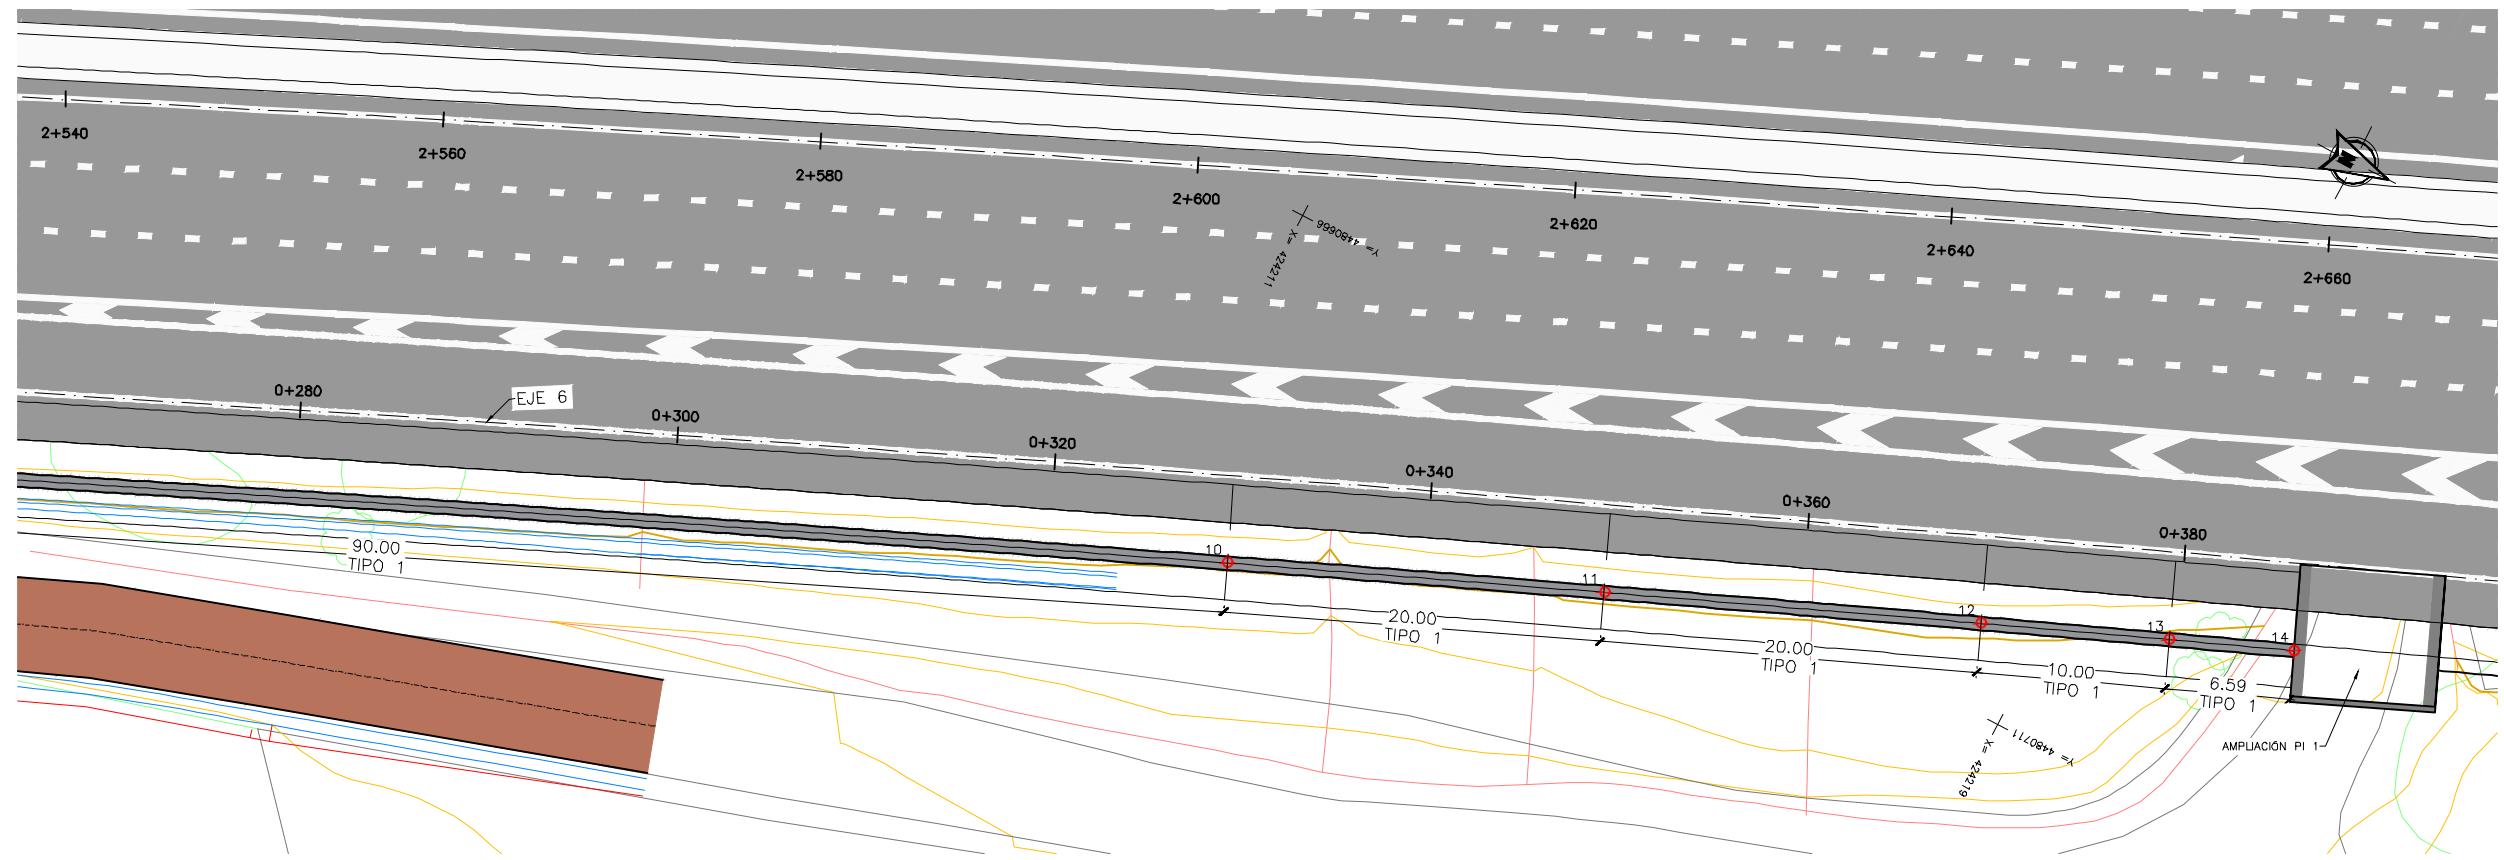 2+540
2+560
2+580
2+600
2+620
2+640
2+660
N
Y= 4480666
X= 424211
EJE 6
0+280
0+300
0+320
0+340
0+360
0+380
10
11
12
13
14
90.00
TIPO 1
20.00
TIPO 1
20.00
TIPO 1
10.00
TIPO 1
6.59
TIPO 1
Y= 4480711
X= 424219
AMPLIACIÓN PI 1